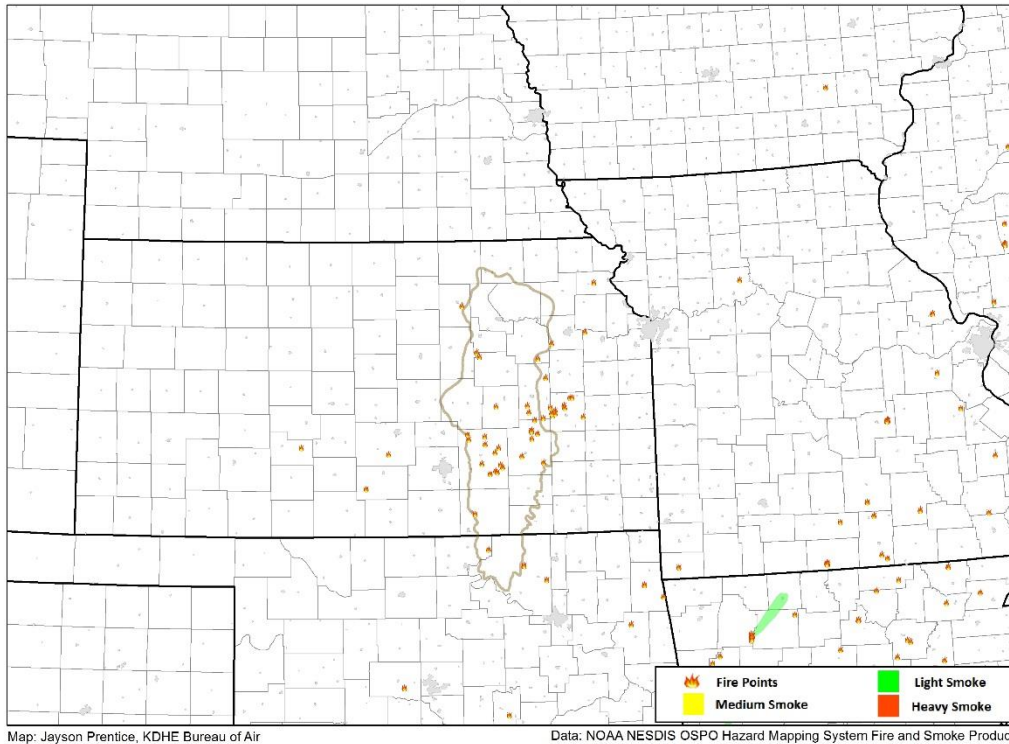 Fire Points
Light Smoke
Medium Smoke
Heavy Smoke
Map: Jayson Prentice, KDHE Bureau of Air
Data: NOAA NESDIS OSPO Hazard Mapping System Fire and Smoke Produc